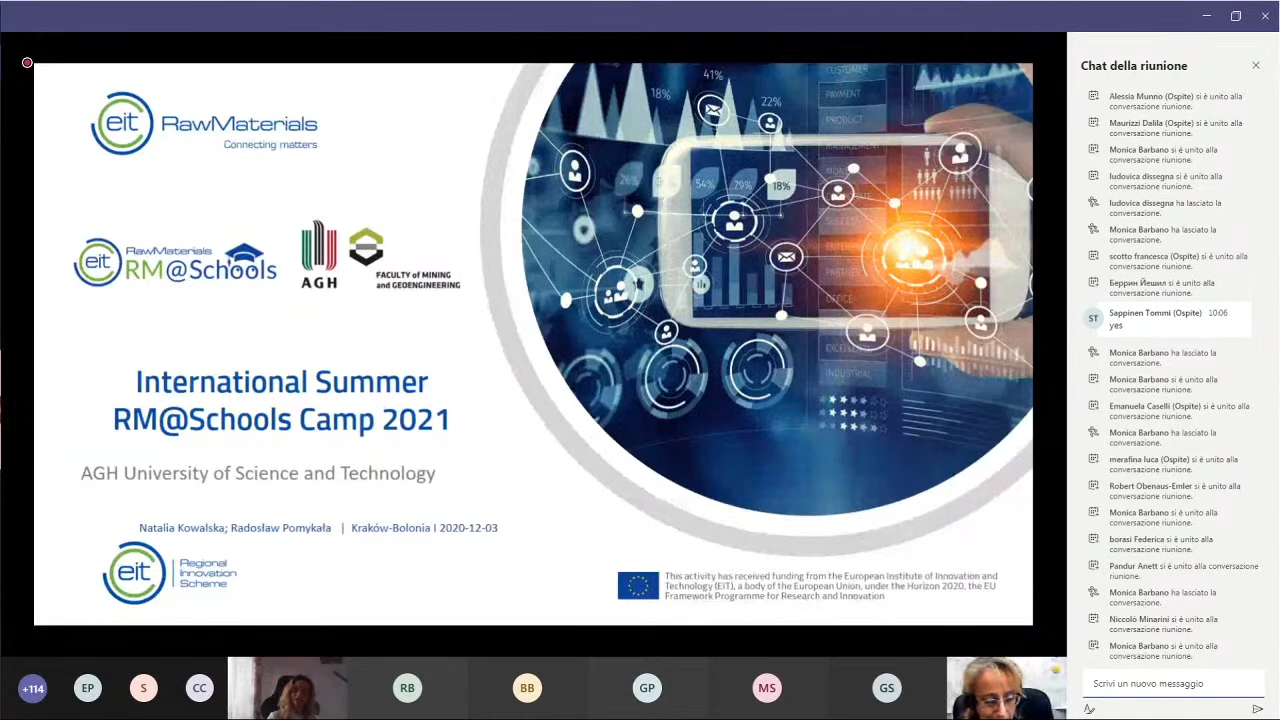 eit RawMaterials
Connecting matters
eit RawMaterials
RM@Schools
AGH
FACULTY OF MINING
and GEOENGINEERING
International Summer
RM@Schools Camp 2021
AGH University of Science and Technology
Natalia Kowalska; Radosław Pomykała | Kraków-Bolonia I 2020-12-03
eit Regional
Innovation
Scheme
This activity has received funding from the European Institute of Innovation and
Technology (EIT), a body of the European Union, under the Horizon 2020, the EU
Framework Programme for Research and Innovation
41%
18%
22%
54%
29%
18%
CUSTOMER
PAYMENT
PRODUCT
MANAGEMENT
OFFICE
INDUSTRIAL
+114
EP
S
CC
RB
BB
GP
MS
GS
Chat della riunione
Alessia Munno (Ospite) si è unito alla
conversazione riunione.
Maurizzi Dalila (Ospite) si è unito alla
conversazione riunione.
Monica Barbano si è unito alla
conversazione riunione.
ludovica dissegna si è unito alla
conversazione riunione.
ludovica dissegna ha lasciato la
conversazione.
Monica Barbano ha lasciato la
conversazione.
scotto francesca (Ospite) si è unito alla
conversazione riunione.
Беррин Йешил si è unito alla
conversazione riunione.
ST
Sappinen Tommi (Ospite) 10:06
yes
Monica Barbano ha lasciato la
conversazione.
Monica Barbano si è unito alla
conversazione riunione.
Emanuela Caselli (Ospite) si è unito alla
conversazione riunione.
Monica Barbano ha lasciato la
conversazione.
merafina luca (Ospite) si è unito alla
conversazione riunione.
Robert Obenaus-Emler si è unito alla
conversazione riunione.
Monica Barbano si è unito alla
conversazione riunione.
borasi Federica si è unito alla
conversazione riunione.
Pandur Anett si è unito alla conversazione
riunione.
Monica Barbano ha lasciato la
conversazione.
Niccolò Minarini si è unito alla
conversazione riunione.
Monica Barbano si è unito alla
conversazione riunione.
Scrivi un nuovo messaggio